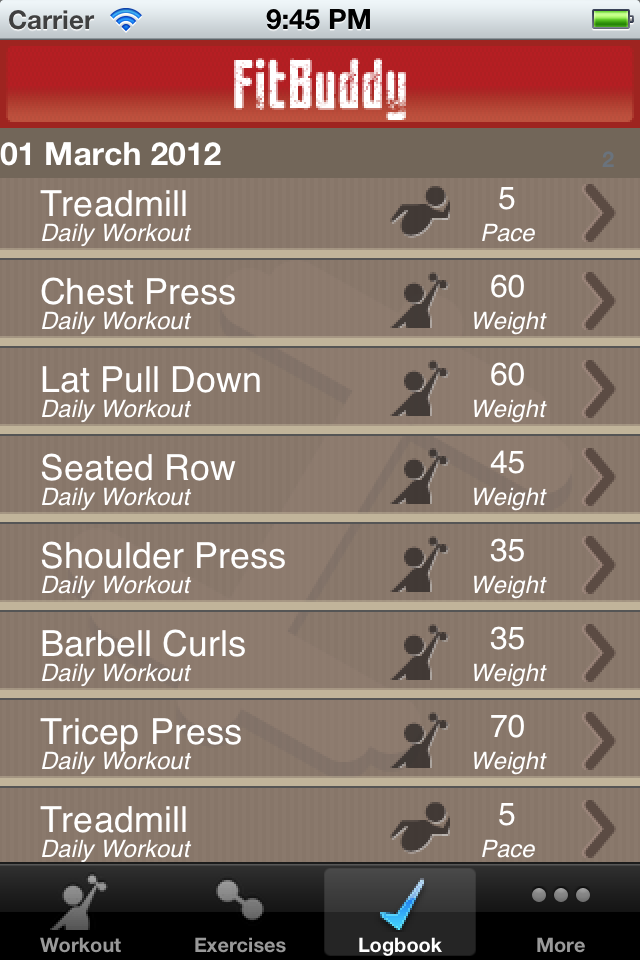 Carrier 9:45 PM
FitBuddy
01 March 2012 2
Treadmill 5
Daily Workout Pace
Chest Press 60
Daily Workout Weight
Lat Pull Down 60
Daily Workout Weight
Seated Row 45
Daily Workout Weight
Shoulder Press 35
Daily Workout Weight
Barbell Curls 35
Daily Workout Weight
Tricep Press 70
Daily Workout Weight
Treadmill 5
Daily Workout Pace
Workout Exercises Logbook More